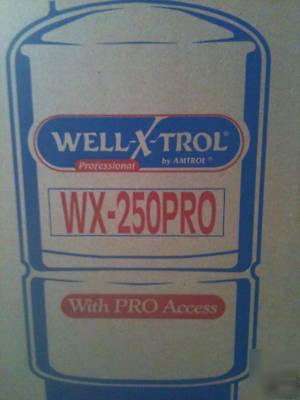 WELL-X-TROL®
Professional
by AMTROL®
WX-250PRO
With PRO Access